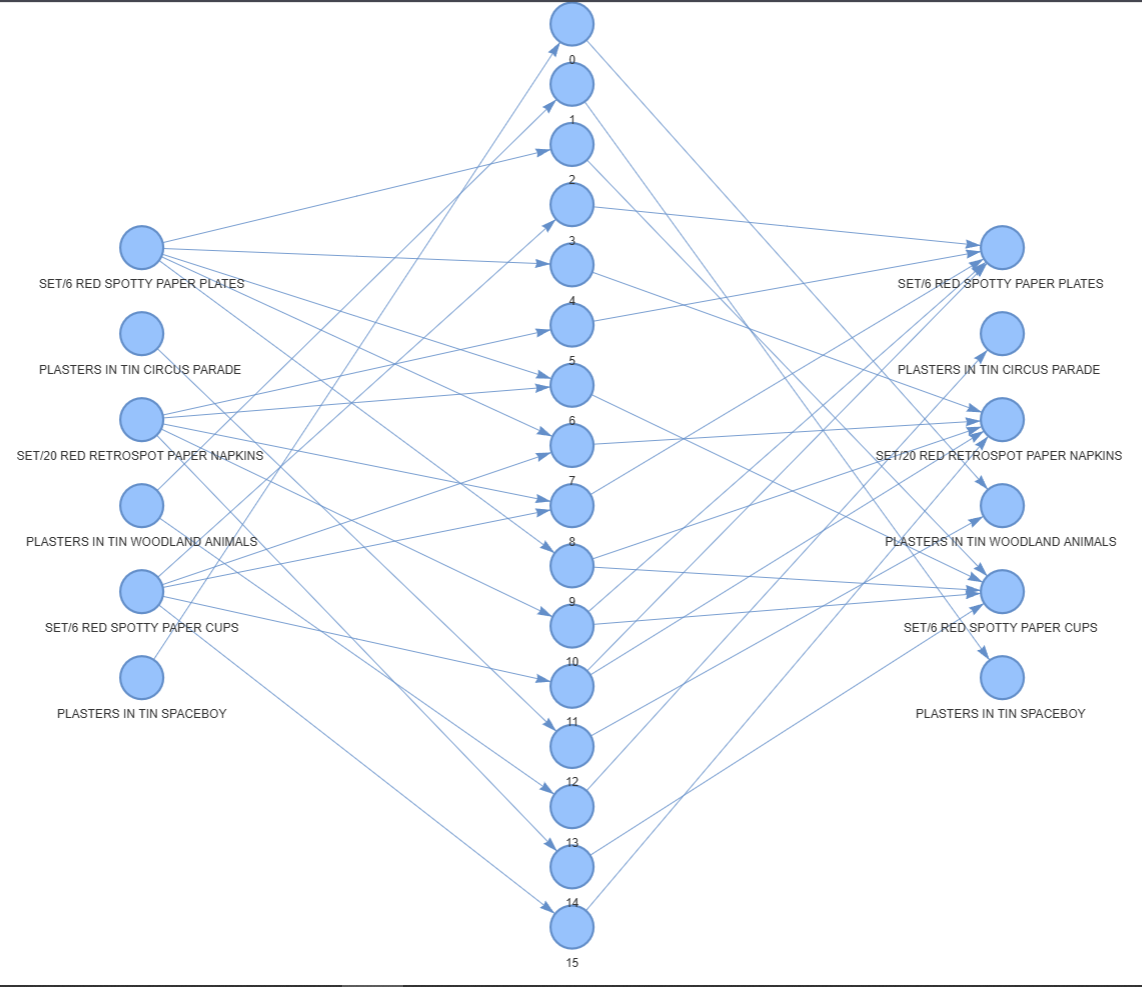 0
1
2
3
SET/6 RED SPOTTY PAPER PLATES
SET/6 RED SPOTTY PAPER PLATES
4
5
PLASTERS IN TIN CIRCUS PARADE
PLASTERS IN TIN CIRCUS PARADE
6
SET/20 RED RETROSPOT PAPER NAPKINS
SET/20 RED RETROSPOT PAPER NAPKINS
7
8
PLASTERS IN TIN WOODLAND ANIMALS
PLASTERS IN TIN WOODLAND ANIMALS
9
SET/6 RED SPOTTY PAPER CUPS
SET/6 RED SPOTTY PAPER CUPS
10
PLASTERS IN TIN SPACEBOY
PLASTERS IN TIN SPACEBOY
11
12
13
14
15